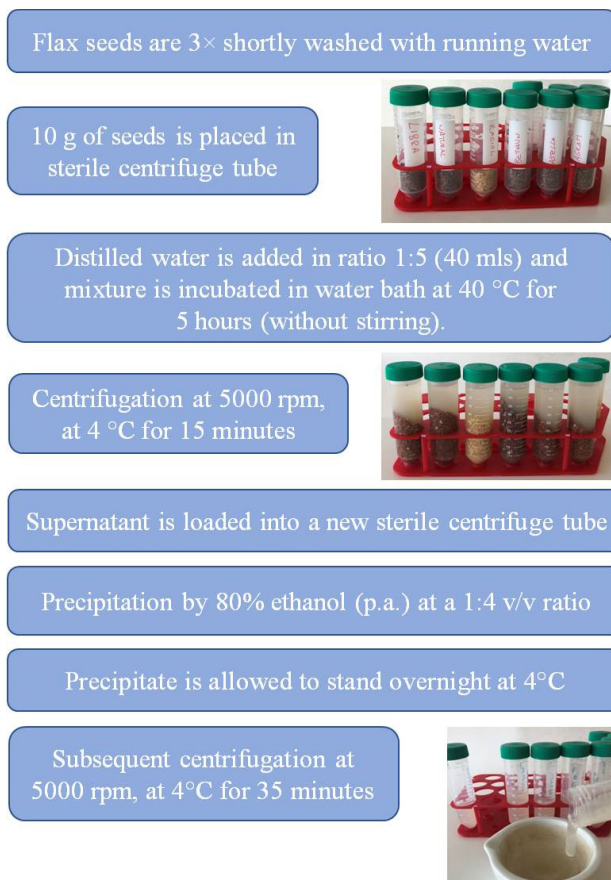 Flax seeds are 3× shortly washed with running water
10 g of seeds is placed in
sterile centrifuge tube
LIBRA
NATURAL
Distilled water is added in ratio 1:5 (40 mls) and
mixture is incubated in water bath at 40 °C for
5 hours (without stirring).
Centrifugation at 5000 rpm,
at 4 °C for 15 minutes
Supernatant is loaded into a new sterile centrifuge tube
Precipitation by 80% ethanol (p.a.) at a 1:4 v/v ratio
Precipitate is allowed to stand overnight at 4°C
Subsequent centrifugation at
5000 rpm, at 4°C for 35 minutes